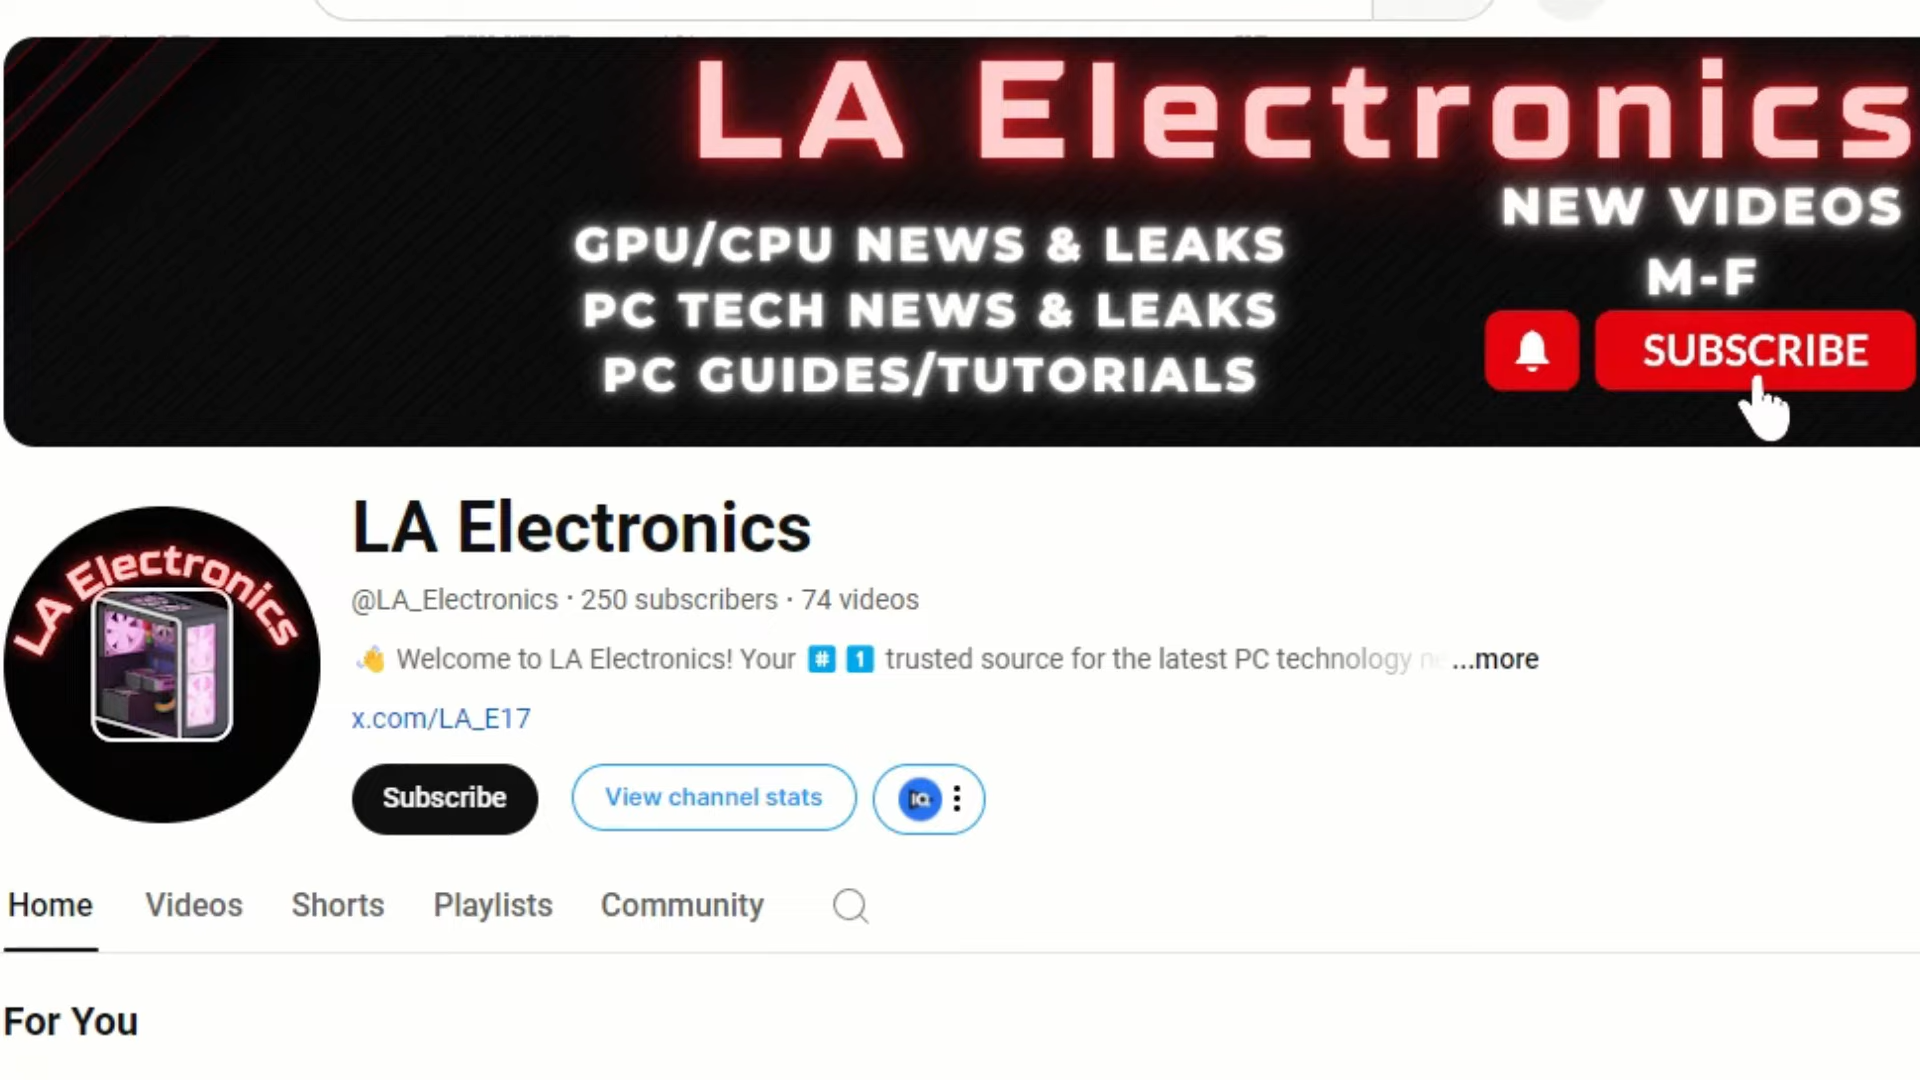 LA Electronics
NEW VIDEOS
M-F
GPU/CPU NEWS & LEAKS
PC TECH NEWS & LEAKS
PC GUIDES/TUTORIALS
SUBSCRIBE
LA Electronics
LA Electronics
@LA_Electronics · 250 subscribers · 74 videos
👋 Welcome to LA Electronics! Your #️⃣ 1️⃣ trusted source for the latest PC technology ne...more
x.com/LA_E17
Subscribe
View channel stats
IQ
Home Videos Shorts Playlists Community
For You